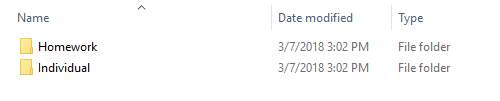 Name Date modified Type
Homework 3/7/2018 3:02 PM File folder
Individual 3/7/2018 3:02 PM File folder